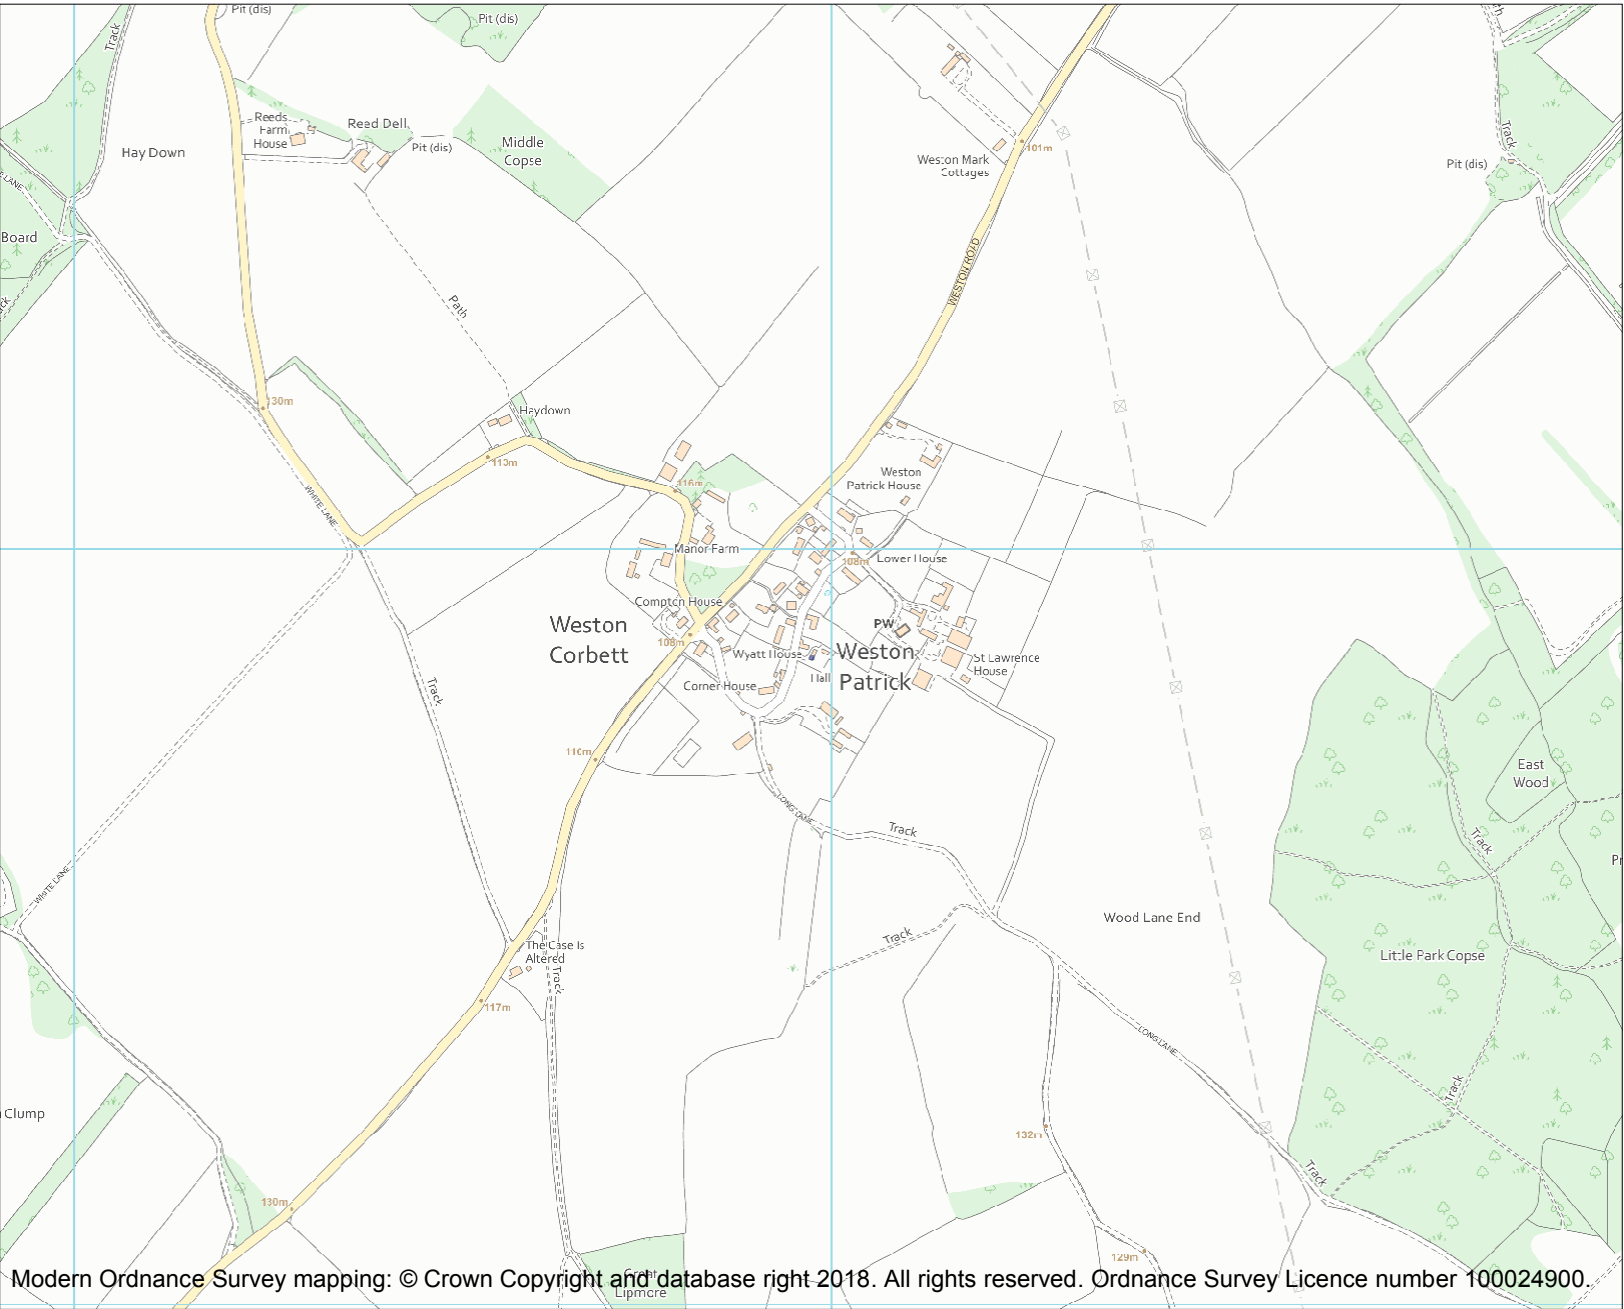 Pit (dis)
Pit (dis)
Track
Reeds
Farm
House
Reed Dell
Pit (dis)
Middle
Copse
Hay Down
Weston Mark
Cottages
101m
Track
Pit (dis)
Board
Path
WESTON ROAD
130m
Haydown
113m
116m
Weston
Patrick House
WHITE LANE
Manor Farm
108m
Lower House
Compton House
Weston
Corbett
108m
PW
Wyatt House
Weston
Patrick
St Lawrence
House
Hall
Corner House
Track
110m
LONG LANE
Track
East
Wood
Track
WHITE LANE
Wood Lane End
Track
The Case Is
Altered
Track
Little Park Copse
117m
LONG LANE
Track
Clump
132m
Track
130m
129m
Great
Lipmore
Modern Ordnance Survey mapping: © Crown Copyright and database right 2018. All rights reserved. Ordnance Survey Licence number 100024900.